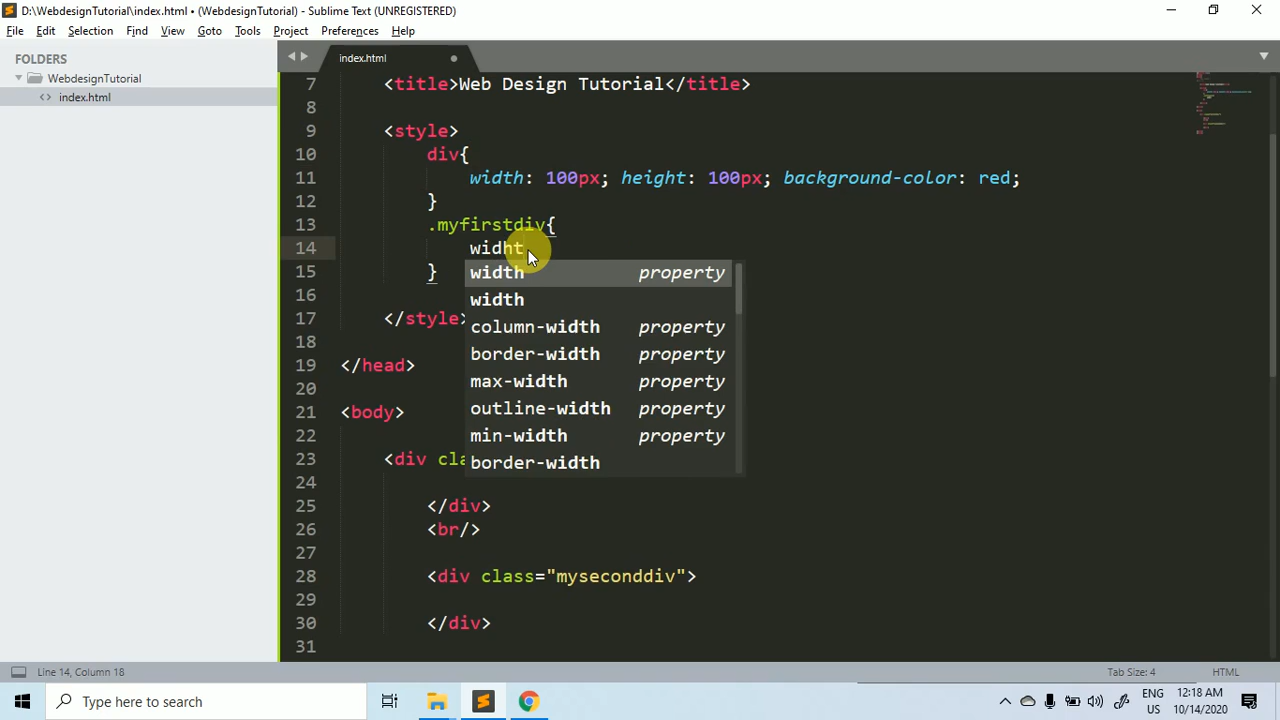 D:\WebdesignTutorial\index.html • (WebdesignTutorial) - Sublime Text (UNREGISTERED)
File Edit Selection Find View Goto Tools Project Preferences Help
FOLDERS
WebdesignTutorial
<> index.html
index.html
7 <title>Web Design Tutorial</title>
8
9 <style>
10 div{
11 width: 100px; height: 100px; background-color: red;
12 }
13 .myfirstdiv{
14 widht
15 }
16
17 </style>
18
19 </head>
20
21 <body>
22
23 <div cla
24
25 </div>
26 <br/>
27
28 <div class="myseconddiv">
29
30 </div>
31
width property
width
column-width property
border-width property
max-width property
outline-width property
min-width property
border-width
Line 14, Column 18
Tab Size: 4
HTML
Type here to search
ENG
US
12:18 AM
10/14/2020